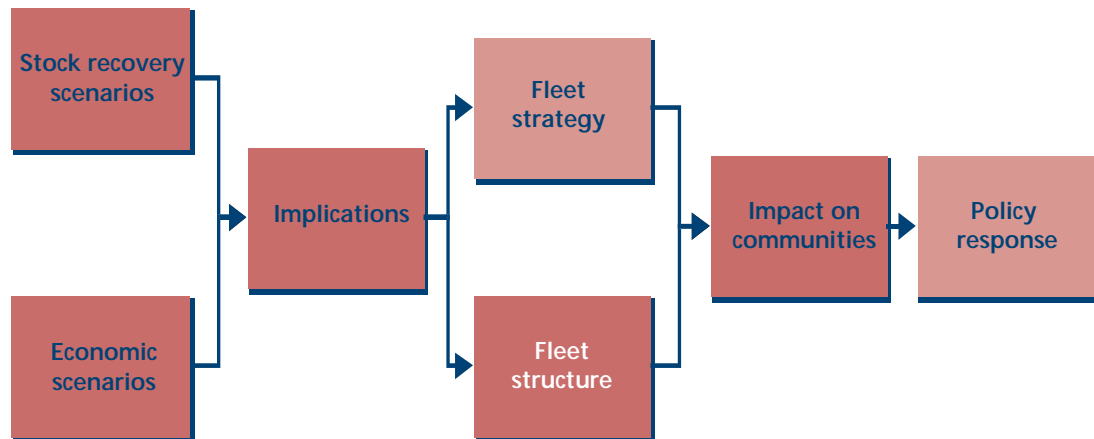 Stock recovery
scenarios
Economic
scenarios
Implications
Fleet
strategy
Fleet
structure
Impact on
communities
Policy
response